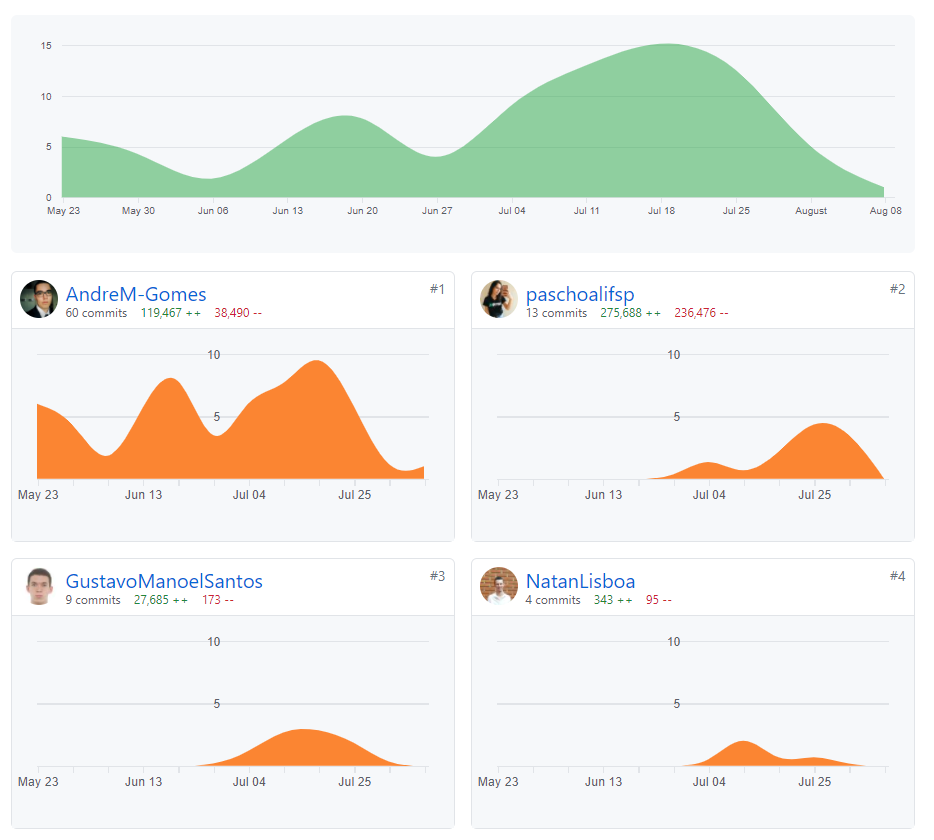 15
10
5
0
May 23 May 30 Jun 06 Jun 13 Jun 20 Jun 27 Jul 04 Jul 11 Jul 18 Jul 25 August Aug 08
AndreM-Gomes #1
60 commits 119,467 ++ 38,490 --
10
5
May 23 Jun 13 Jul 04 Jul 25
paschoalifsp #2
13 commits 275,688 ++ 236,476 --
10
5
May 23 Jun 13 Jul 04 Jul 25
GustavoManoelSantos #3
9 commits 27,685 ++ 173 --
10
5
May 23 Jun 13 Jul 04 Jul 25
NatanLisboa #4
4 commits 343 ++ 95 --
10
5
May 23 Jun 13 Jul 04 Jul 25